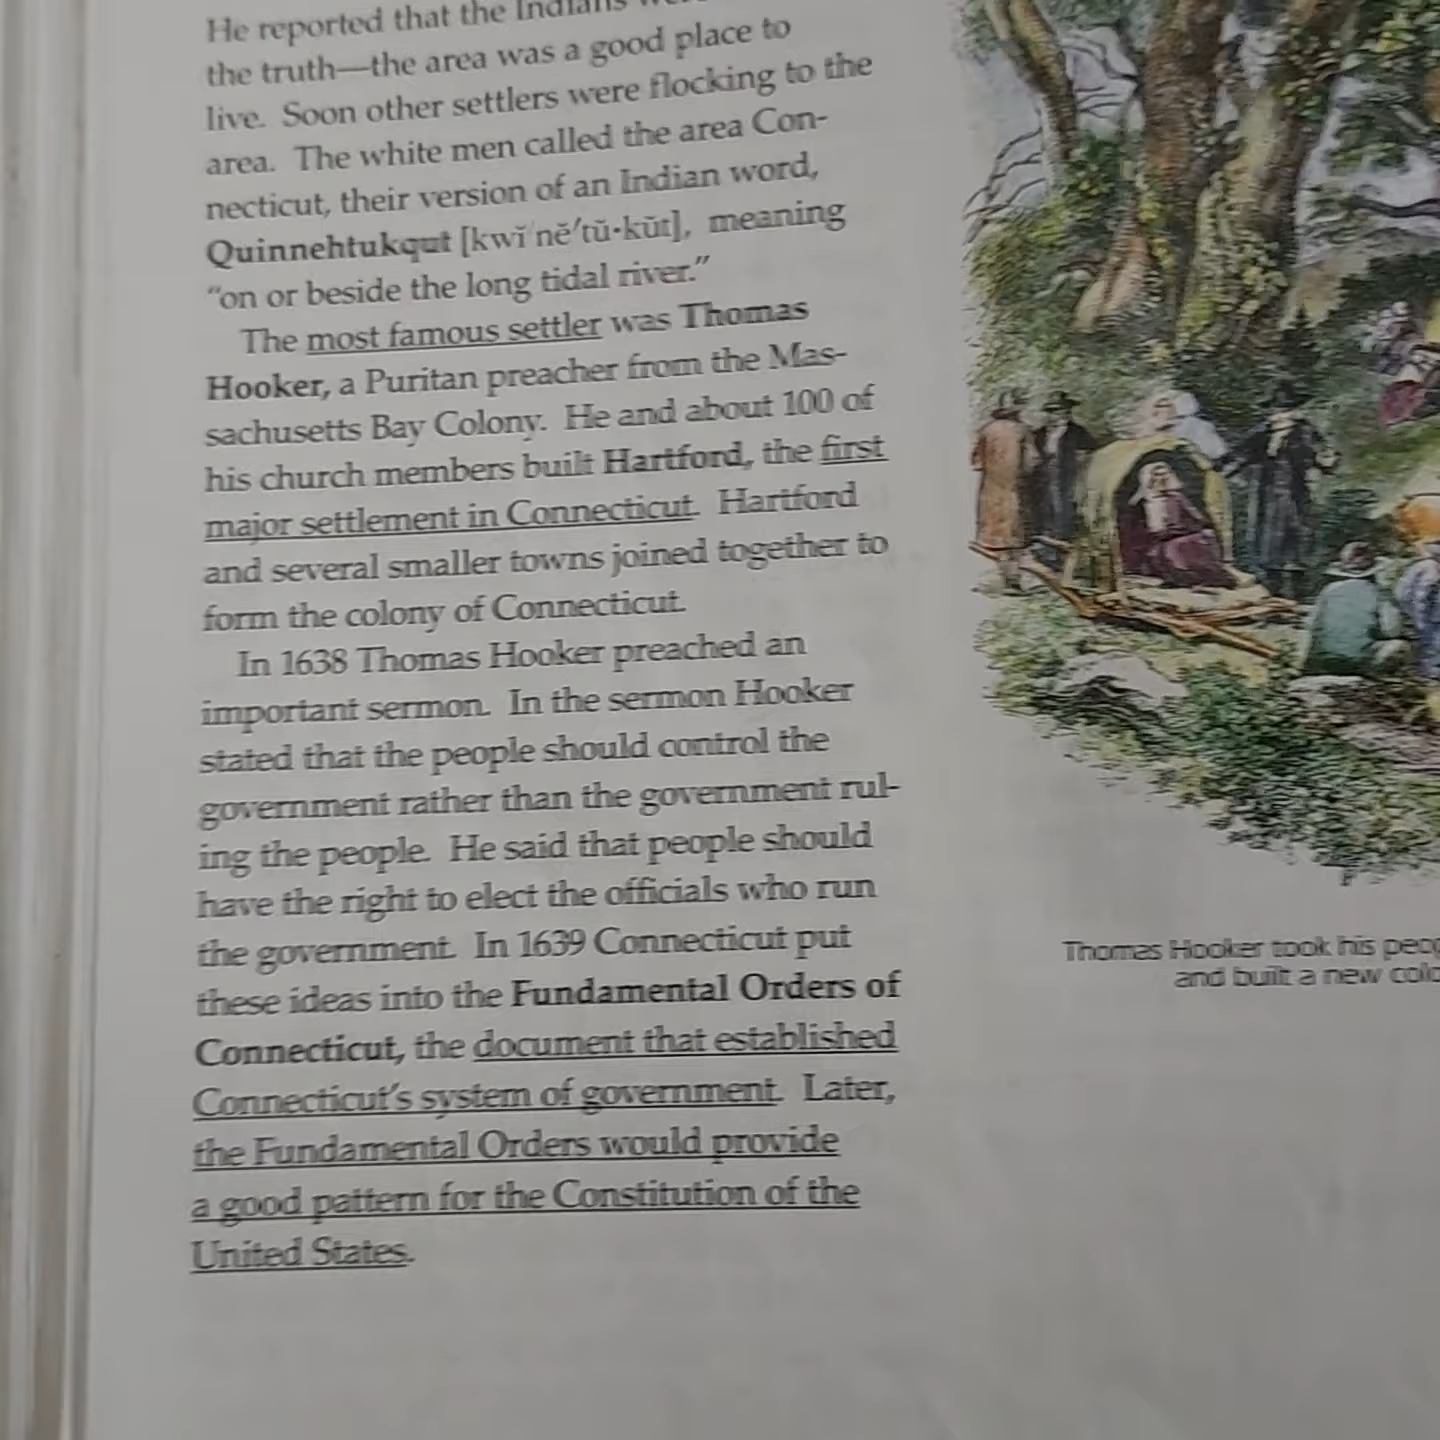 He reported that the Indians
the truth—the area was a good place to
live. Soon other settlers were flocking to the
area. The white men called the area Con-
necticut, their version of an Indian word,
Quinnehtukqut [kwĭ nĕ′tŭ·kŭt], meaning
“on or beside the long tidal river.”
The most famous settler was Thomas
Hooker, a Puritan preacher from the Mas-
sachusetts Bay Colony. He and about 100 of
his church members built Hartford, the first
major settlement in Connecticut. Hartford
and several smaller towns joined together to
form the colony of Connecticut.
In 1638 Thomas Hooker preached an
important sermon. In the sermon Hooker
stated that the people should control the
government rather than the government rul-
ing the people. He said that people should
have the right to elect the officials who run
the government. In 1639 Connecticut put
these ideas into the Fundamental Orders of
Connecticut, the document that established
Connecticut's system of government. Later,
the Fundamental Orders would provide
a good pattern for the Constitution of the
United States.
Thomas Hooker took his
and built a new